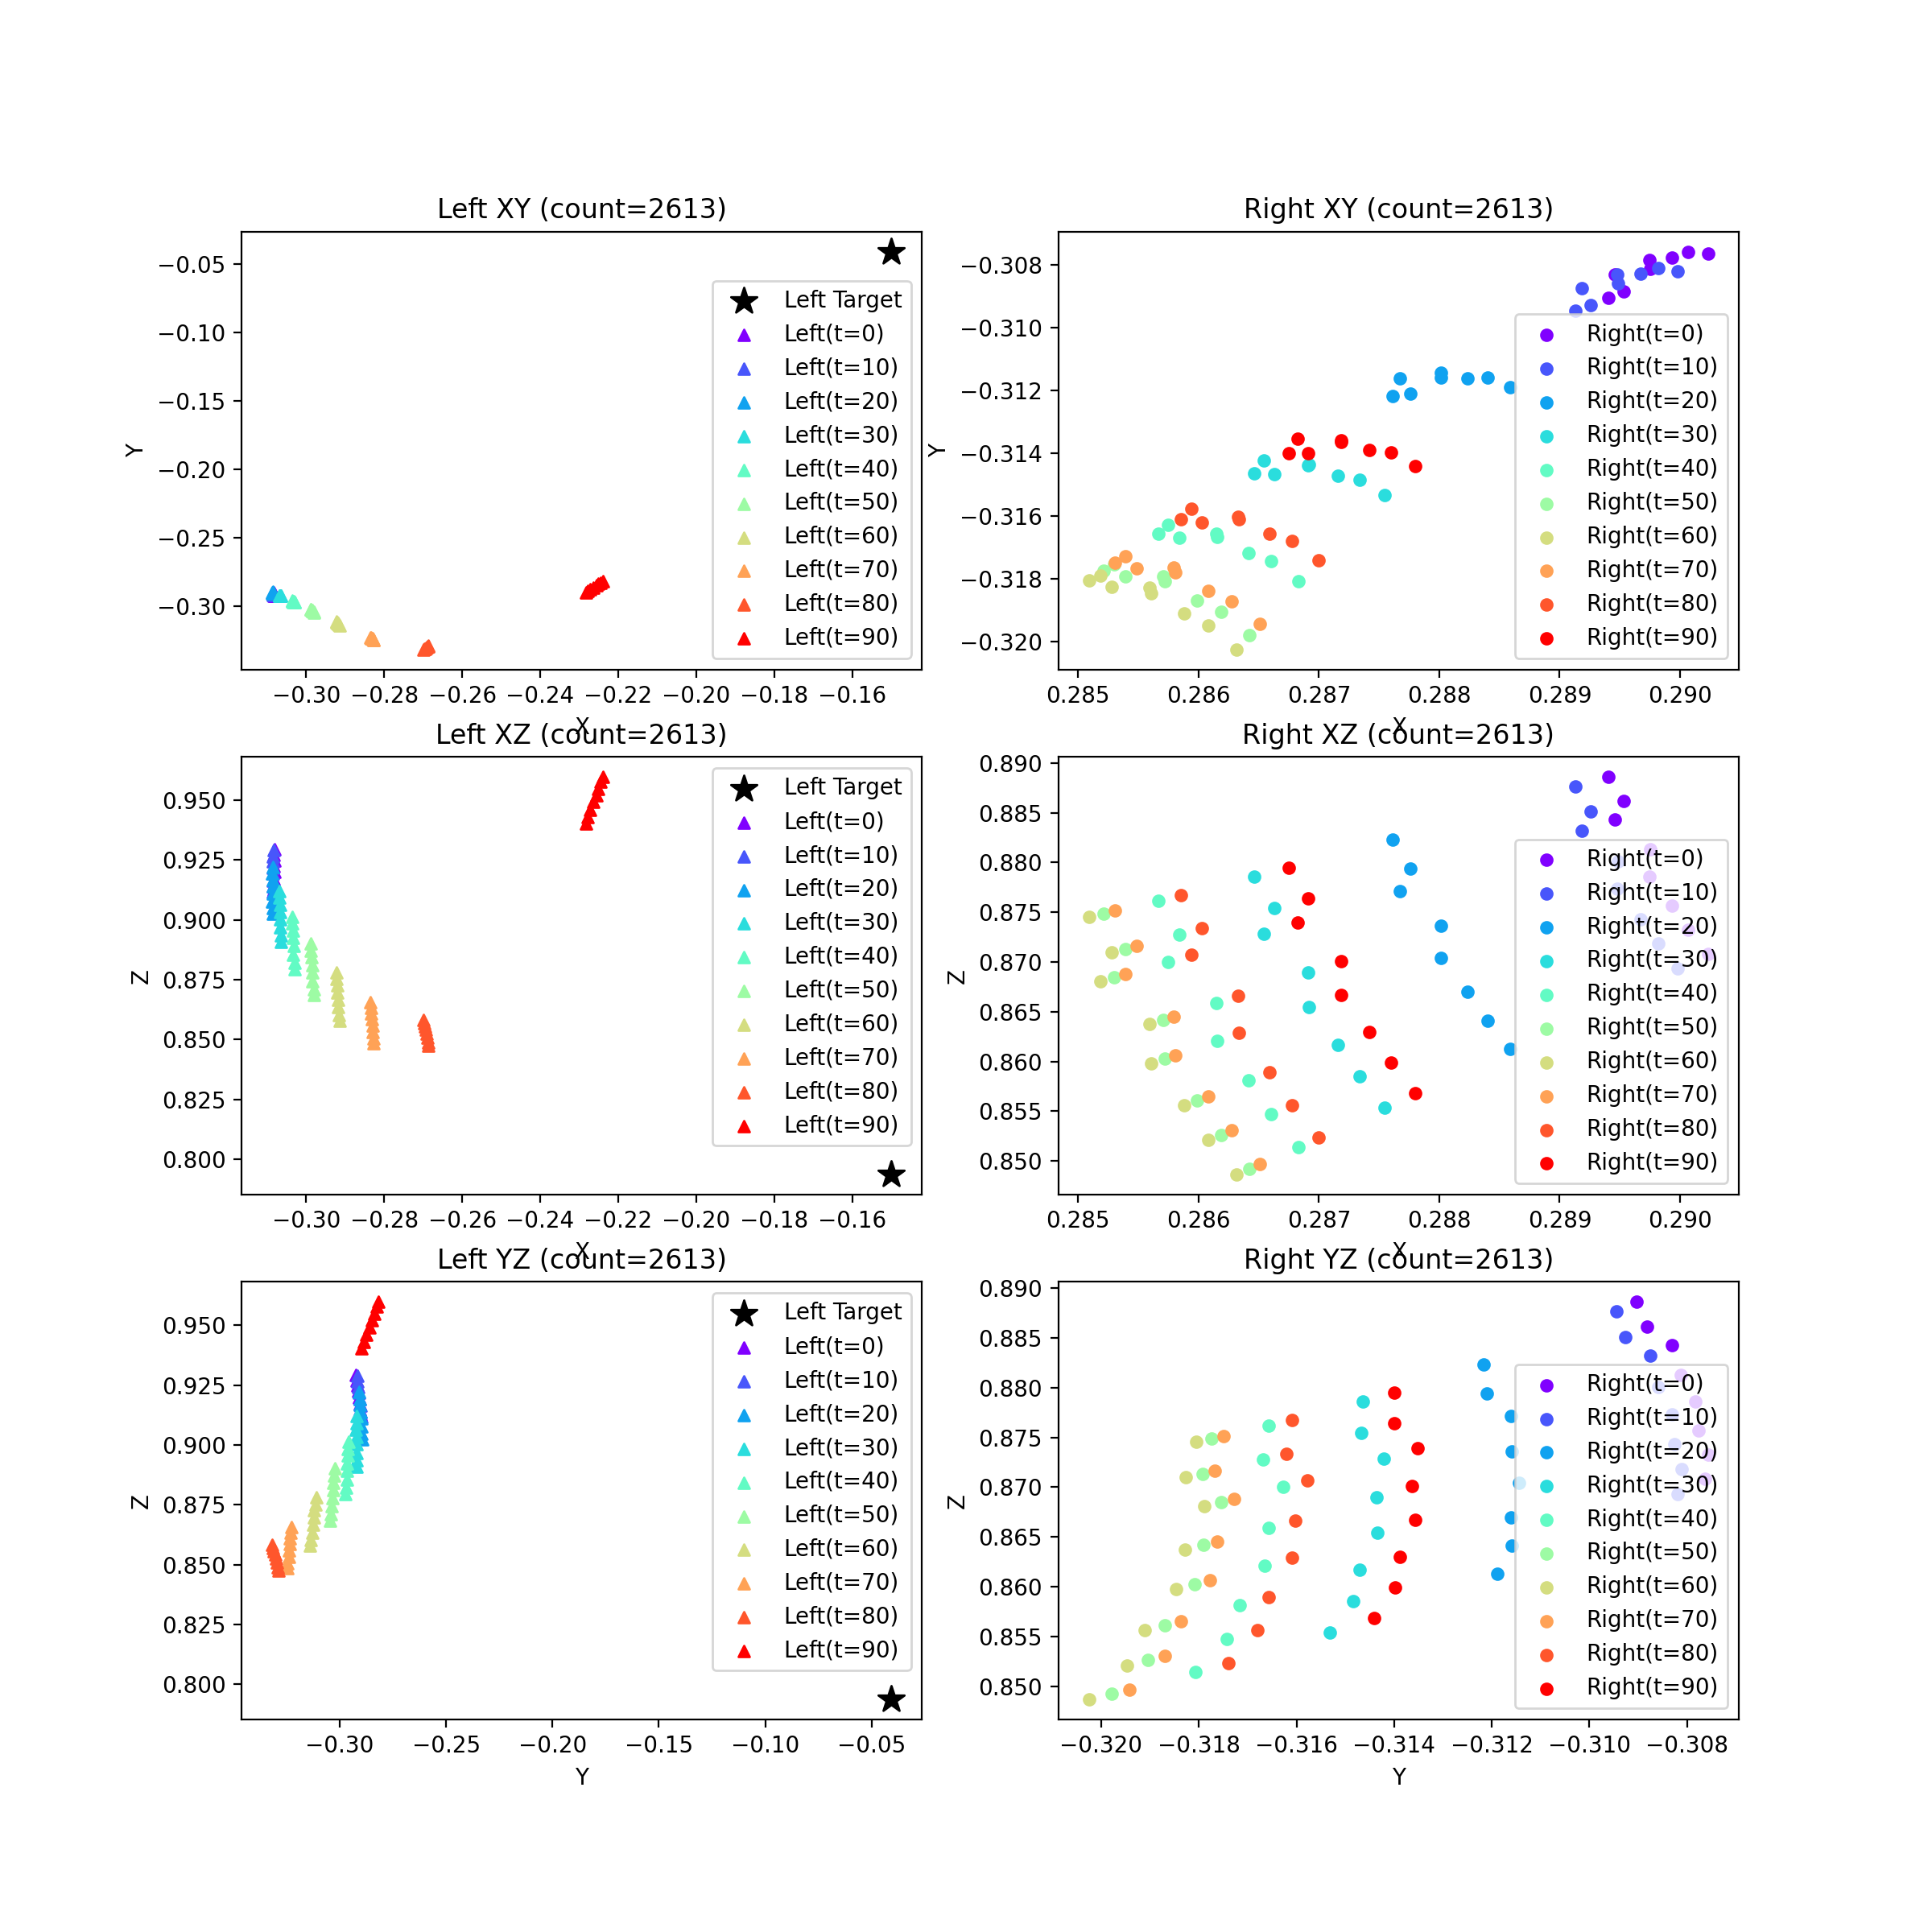 Left XY (count=2613)
Y
−0.05
−0.10
−0.15
−0.20
−0.25
−0.30
Left Target
Left(t=0)
Left(t=10)
Left(t=20)
Left(t=30)
Left(t=40)
Left(t=50)
Left(t=60)
Left(t=70)
Left(t=80)
Left(t=90)
−0.30 −0.28 −0.26 −0.24 −0.22 −0.20 −0.18 −0.16
X
Right XY (count=2613)
Y
−0.308
−0.310
−0.312
−0.314
−0.316
−0.318
−0.320
Right(t=0)
Right(t=10)
Right(t=20)
Right(t=30)
Right(t=40)
Right(t=50)
Right(t=60)
Right(t=70)
Right(t=80)
Right(t=90)
0.285 0.286 0.287 0.288 0.289 0.290
X
Left XZ (count=2613)
Z
0.950
0.925
0.900
0.875
0.850
0.825
0.800
Left Target
Left(t=0)
Left(t=10)
Left(t=20)
Left(t=30)
Left(t=40)
Left(t=50)
Left(t=60)
Left(t=70)
Left(t=80)
Left(t=90)
−0.30 −0.28 −0.26 −0.24 −0.22 −0.20 −0.18 −0.16
X
Right XZ (count=2613)
Z
0.890
0.885
0.880
0.875
0.870
0.865
0.860
0.855
0.850
Right(t=0)
Right(t=10)
Right(t=20)
Right(t=30)
Right(t=40)
Right(t=50)
Right(t=60)
Right(t=70)
Right(t=80)
Right(t=90)
0.285 0.286 0.287 0.288 0.289 0.290
X
Left YZ (count=2613)
Z
0.950
0.925
0.900
0.875
0.850
0.825
0.800
Left Target
Left(t=0)
Left(t=10)
Left(t=20)
Left(t=30)
Left(t=40)
Left(t=50)
Left(t=60)
Left(t=70)
Left(t=80)
Left(t=90)
−0.30 −0.25 −0.20 −0.15 −0.10 −0.05
Y
Right YZ (count=2613)
Z
0.890
0.885
0.880
0.875
0.870
0.865
0.860
0.855
0.850
Right(t=0)
Right(t=10)
Right(t=20)
Right(t=30)
Right(t=40)
Right(t=50)
Right(t=60)
Right(t=70)
Right(t=80)
Right(t=90)
−0.320 −0.318 −0.316 −0.314 −0.312 −0.310 −0.308
Y